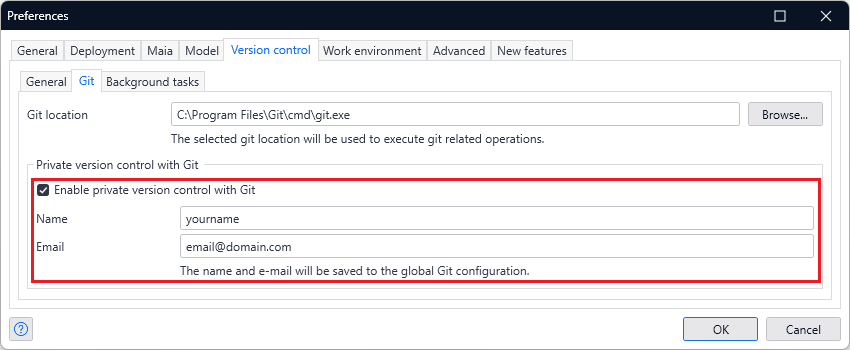 Preferences
General Deployment Maia Model Version control Work environment Advanced New features
General Git Background tasks
Git location C:\Program Files\Git\cmd\git.exe Browse...
The selected git location will be used to execute git related operations.
Private version control with Git
Enable private version control with Git
Name yourname
Email email@domain.com
The name and e-mail will be saved to the global Git configuration.
? OK Cancel